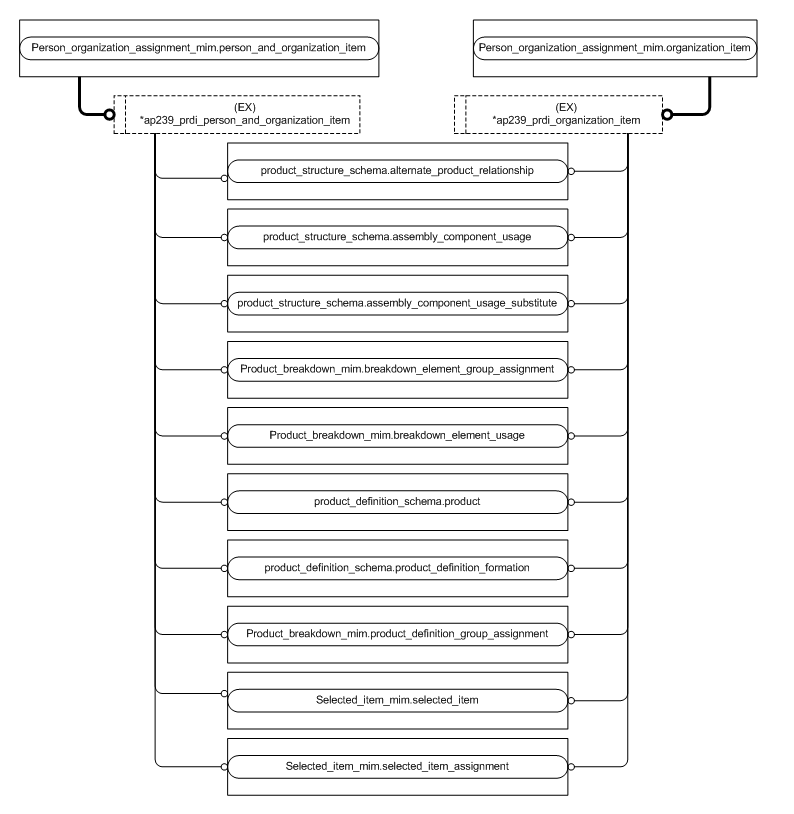 Person_organization_assignment_mim.person_and_organization_item
Person_organization_assignment_mim.organization_item
(EX)
*ap239_prdi_person_and_organization_item
(EX)
*ap239_prdi_organization_item
product_structure_schema.alternate_product_relationship
product_structure_schema.assembly_component_usage
product_structure_schema.assembly_component_usage_substitute
Product_breakdown_mim.breakdown_element_group_assignment
Product_breakdown_mim.breakdown_element_usage
product_definition_schema.product
product_definition_schema.product_definition_formation
Product_breakdown_mim.product_definition_group_assignment
Selected_item_mim.selected_item
Selected_item_mim.selected_item_assignment